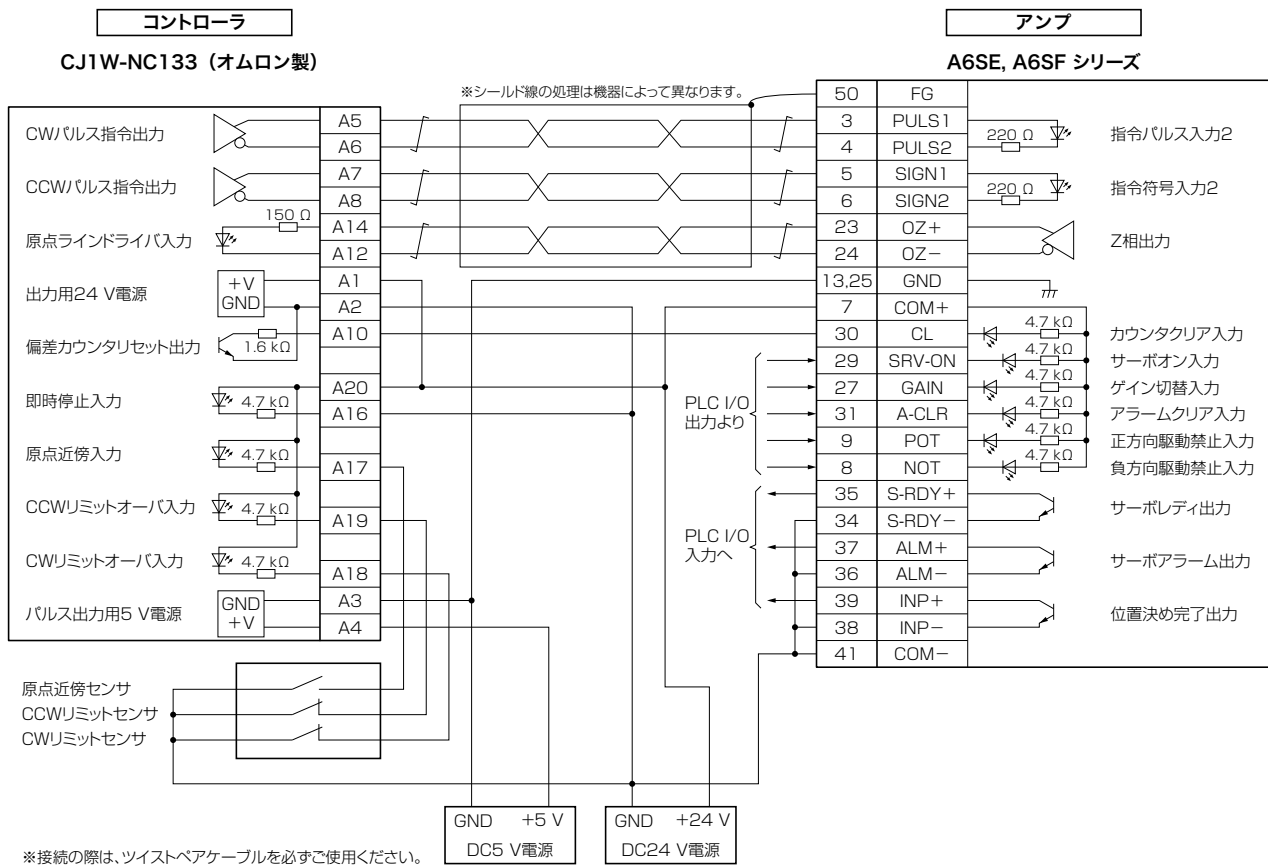 コントローラ
アンプ
CJ1W-NC133（オムロン製）
A6SE, A6SF シリーズ
※シールド線の処理は機器によって異なります。
50 FG
CWパルス指令出力
A5
3 PULS1
指令パルス入力2
A6
4 PULS2
220 Ω
CCWパルス指令出力
A7
5 SIGN1
指令符号入力2
A8
6 SIGN2
220 Ω
原点ラインドライバ入力
150 Ω
A14
23 OZ+
Z相出力
A12
24 OZ−
出力用24 V電源
+V
GND
A1
13,25 GND
A2
7 COM+
偏差カウンタリセット出力
1.6 kΩ
A10
30 CL
4.7 kΩ
カウンタクリア入力
29 SRV-ON
4.7 kΩ
サーボオン入力
即時停止入力
4.7 kΩ
A20
27 GAIN
4.7 kΩ
ゲイン切替入力
A16
PLC I/O
出力より
31 A-CLR
4.7 kΩ
アラームクリア入力
原点近傍入力
4.7 kΩ
9 POT
4.7 kΩ
正方向駆動禁止入力
A17
8 NOT
4.7 kΩ
負方向駆動禁止入力
CCWリミットオーバ入力
4.7 kΩ
35 S-RDY+
サーボレディ出力
A19
34 S-RDY−
PLC I/O
入力へ
CWリミットオーバ入力
4.7 kΩ
37 ALM+
サーボアラーム出力
A18
36 ALM−
パルス出力用5 V電源
GND
+V
A3
39 INP+
位置決め完了出力
A4
38 INP−
41 COM−
原点近傍センサ
CCWリミットセンサ
CWリミットセンサ
GND +5 V
DC5 V電源
GND +24 V
DC24 V電源
※接続の際は、ツイストペアケーブルを必ずご使用ください。